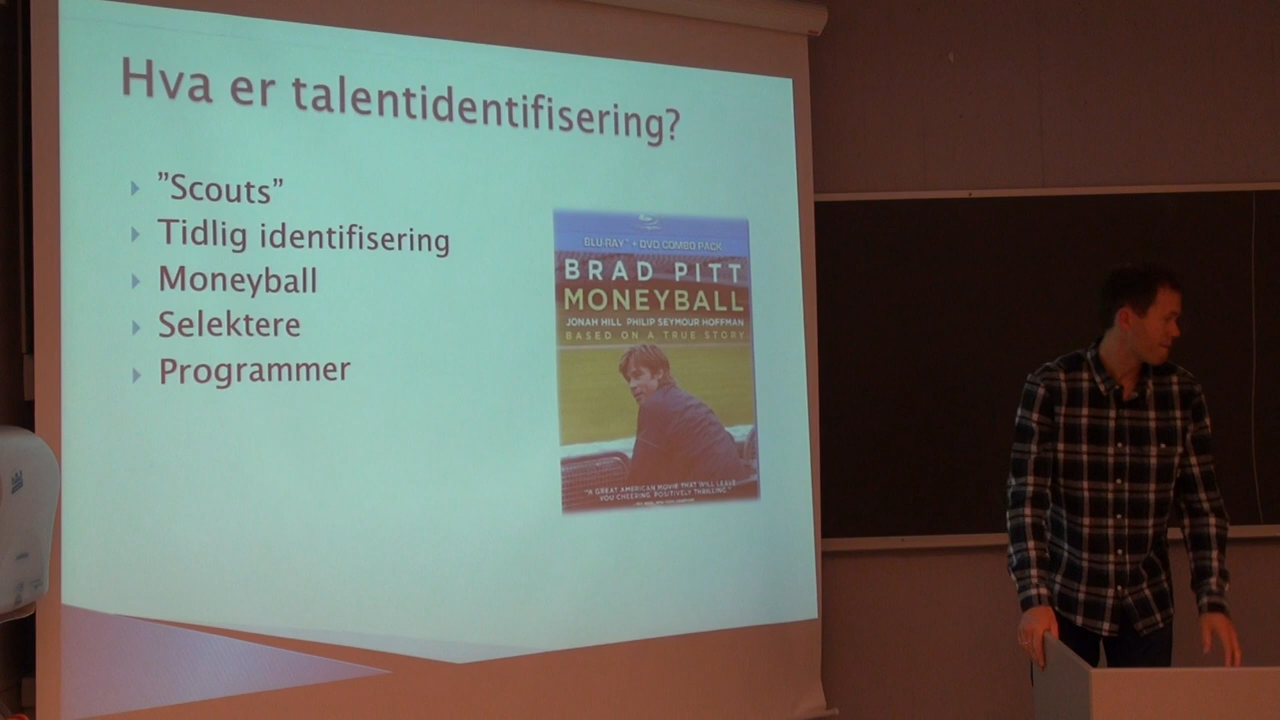 Hva er talentidentifisering?
”Scouts”
Tidlig identifisering
Moneyball
Selektere
Programmer
BLU-RAY™ + DVD COMBO PACK
BRAD PITT
MONEYBALL
JONAH HILL PHILIP SEYMOUR HOFFMAN
BASED ON A TRUE STORY
"A GREAT AMERICAN MOVIE THAT WILL LEAVE
YOU CHEERING. POSITIVELY THRILLING."